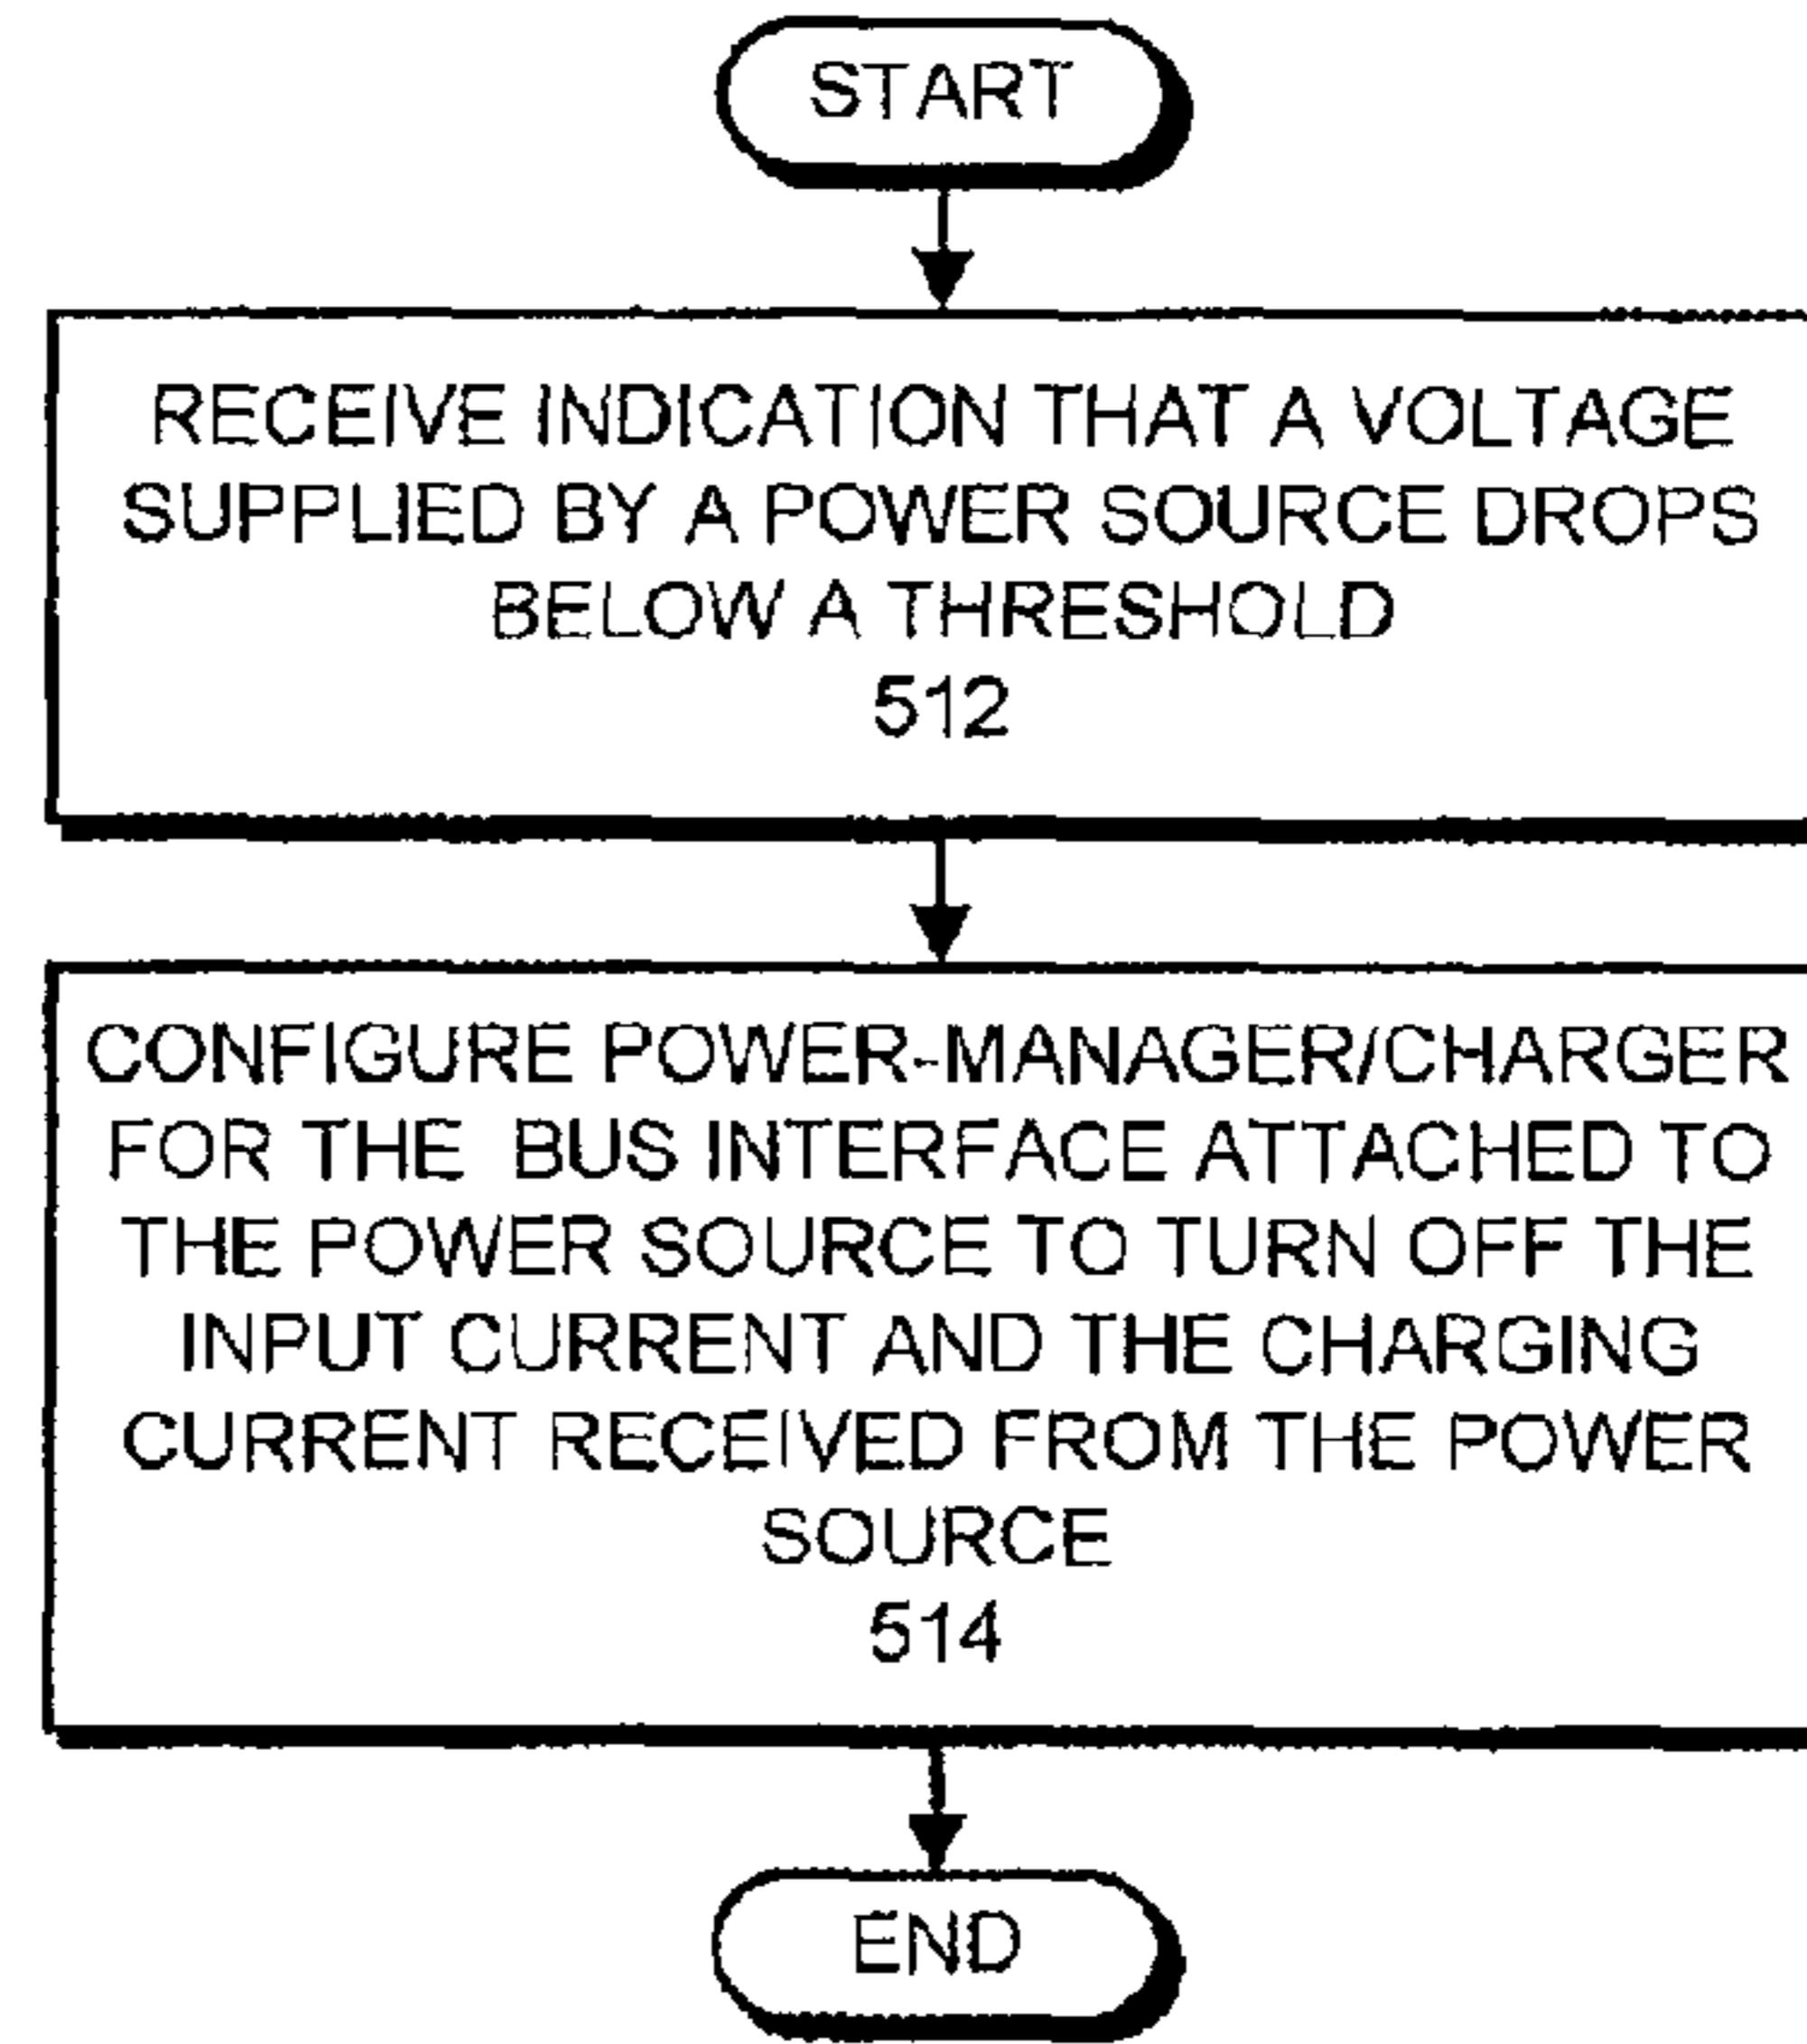 START
RECEIVE INDICATION THAT A VOLTAGE
SUPPLIED BY A POWER SOURCE DROPS
BELOW A THRESHOLD
512
CONFIGURE POWER-MANAGER/CHARGER
FOR THE BUS INTERFACE ATTACHED TO
THE POWER SOURCE TO TURN OFF THE
INPUT CURRENT AND THE CHARGING
CURRENT RECEIVED FROM THE POWER
SOURCE
514
END